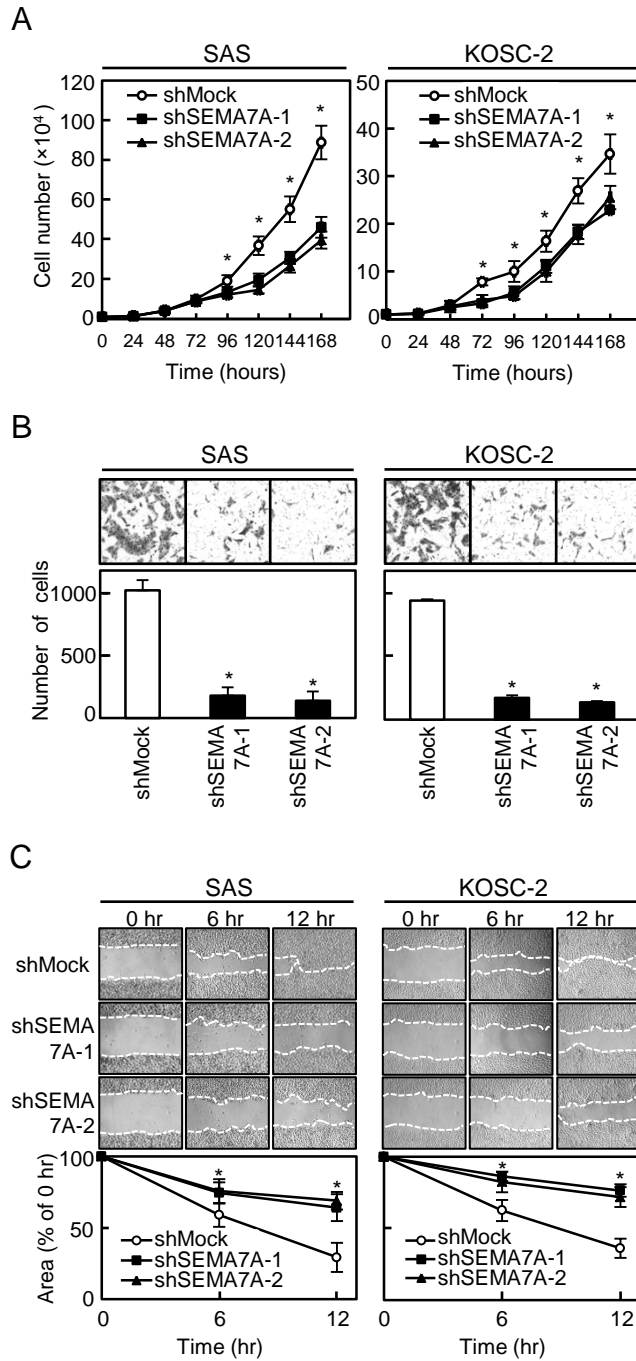 A
SAS
KOSC-2
Cell number (×10⁴)
120
100
80
60
40
20
0
shMock
shSEMA7A-1
shSEMA7A-2
* * * *
0 24 48 72 96 120 144 168
Time (hours)
50
40
30
20
10
0
shMock
shSEMA7A-1
shSEMA7A-2
* * * * *
0 24 48 72 96 120 144 168
Time (hours)
B
SAS
KOSC-2
Number of cells
1000
500
0
* *
* *
shMock
shSEMA
7A-1
shSEMA
7A-2
shMock
shSEMA
7A-1
shSEMA
7A-2
C
SAS
KOSC-2
0 hr 6 hr 12 hr
0 hr 6 hr 12 hr
shMock
shSEMA
7A-1
shSEMA
7A-2
Area (% of 0 hr)
100
50
0
* *
shMock
shSEMA7A-1
shSEMA7A-2
0 6 12
Time (hr)
* *
shMock
shSEMA7A-1
shSEMA7A-2
0 6 12
Time (hr)